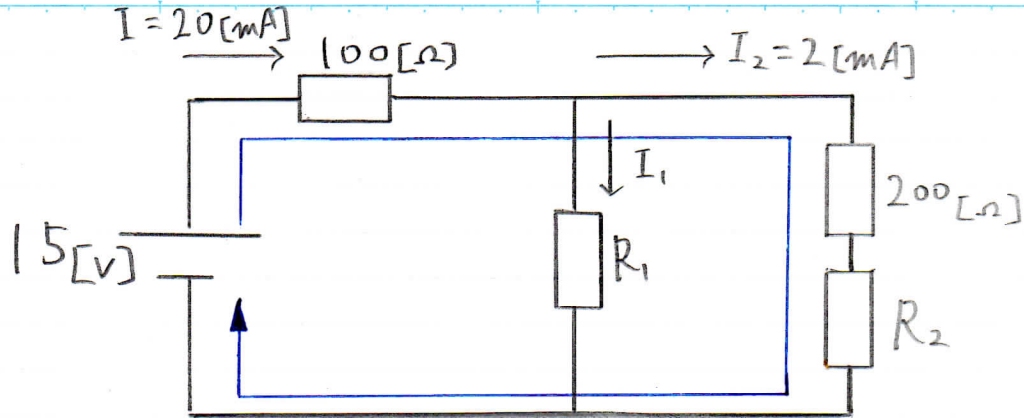 I=20[mA]
100[Ω]
I₂=2[mA]
I₁
15[V]
R₁
200[Ω]
R₂